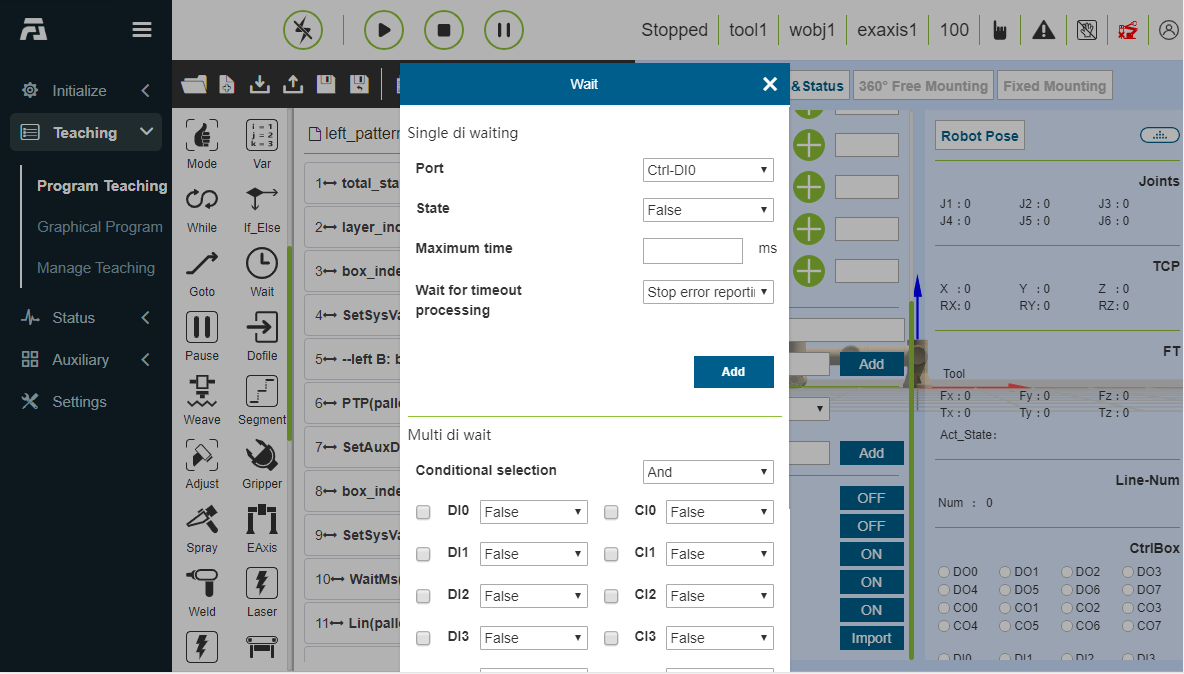 Stopped tool1 wobj1 exaxis1 100
Initialize
Teaching
Program Teaching
Graphical Program
Manage Teaching
Status
Auxiliary
Settings
Mode
Var
i = 1
j = 2
k = 3
While
If_Else
Goto
Wait
Pause
Dofile
Weave
Segment
Adjust
Gripper
Spray
EAxis
Weld
Laser
left_pattern
1 total_sta
2 layer_ind
3 box_inde
4 SetSysVa
5 --left B: b
6 PTP(palle
7 SetAuxD
8 box_inde
9 SetSysVa
10 WaitMs(
11 Lin(palle
Wait
Single di waiting
Port Ctrl-DI0
State False
Maximum time ms
Wait for timeout
processing
Stop error reporti
Add
Multi di wait
Conditional selection And
DI0 False CI0 False
DI1 False CI1 False
DI2 False CI2 False
DI3 False CI3 False
&Status 360° Free Mounting Fixed Mounting
Add
Add
OFF
OFF
ON
ON
ON
Import
Robot Pose
Joints
J1 : 0 J2 : 0 J3 : 0
J4 : 0 J5 : 0 J6 : 0
TCP
X : 0 Y : 0 Z : 0
RX: 0 RY: 0 RZ: 0
FT
Tool
Fx : 0 Fy : 0 Fz : 0
Tx : 0 Ty : 0 Tz : 0
Act_State:
Line-Num
Num : 0
CtrlBox
DO0 DO1 DO2 DO3
DO4 DO5 DO6 DO7
CO0 CO1 CO2 CO3
CO4 CO5 CO6 CO7
DI0 DI1 DI2 DI3